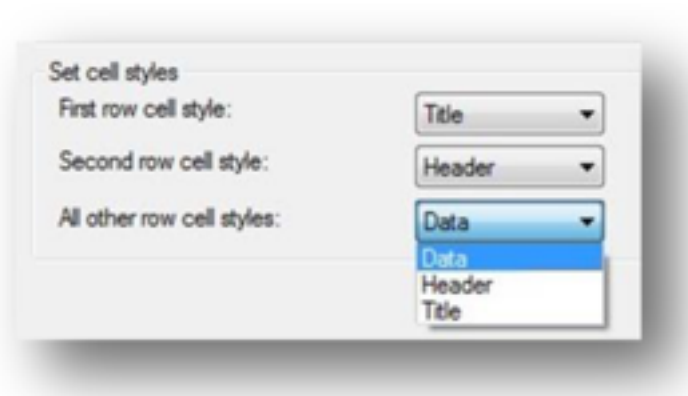 Set cell styles
First row cell style: Title
Second row cell style: Header
All other row cell styles: Data
Data
Header
Title